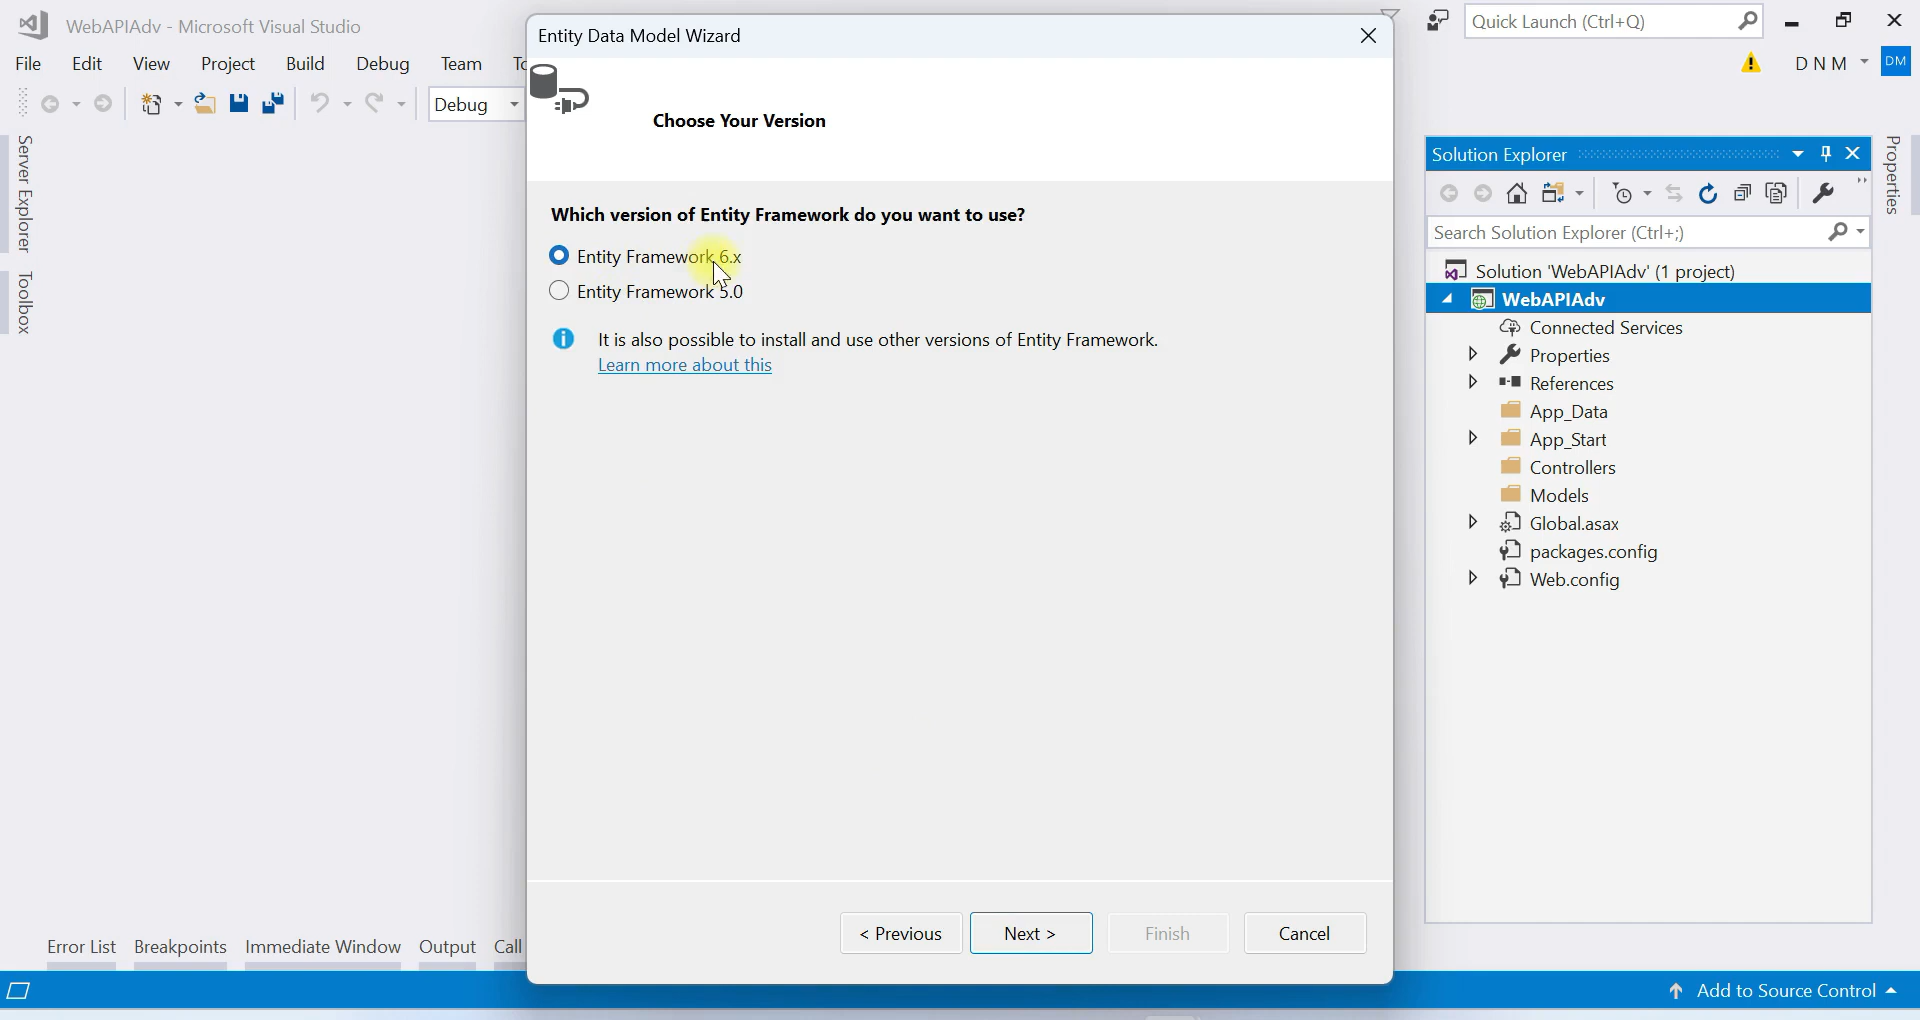 WebAPIAdv - Microsoft Visual Studio
Entity Data Model Wizard
Quick Launch (Ctrl+Q)
File Edit View Project Build Debug Team
D N M DM
Debug
Choose Your Version
Server Explorer
Toolbox
Which version of Entity Framework do you want to use?
Entity Framework 6.x
Entity Framework 5.0
It is also possible to install and use other versions of Entity Framework.
Learn more about this
< Previous Next > Finish Cancel
Solution Explorer
Properties
Search Solution Explorer (Ctrl+;)
Solution 'WebAPIAdv' (1 project)
WebAPIAdv
Connected Services
Properties
References
App_Data
App_Start
Controllers
Models
Global.asax
packages.config
Web.config
Error List Breakpoints Immediate Window Output Call
Add to Source Control